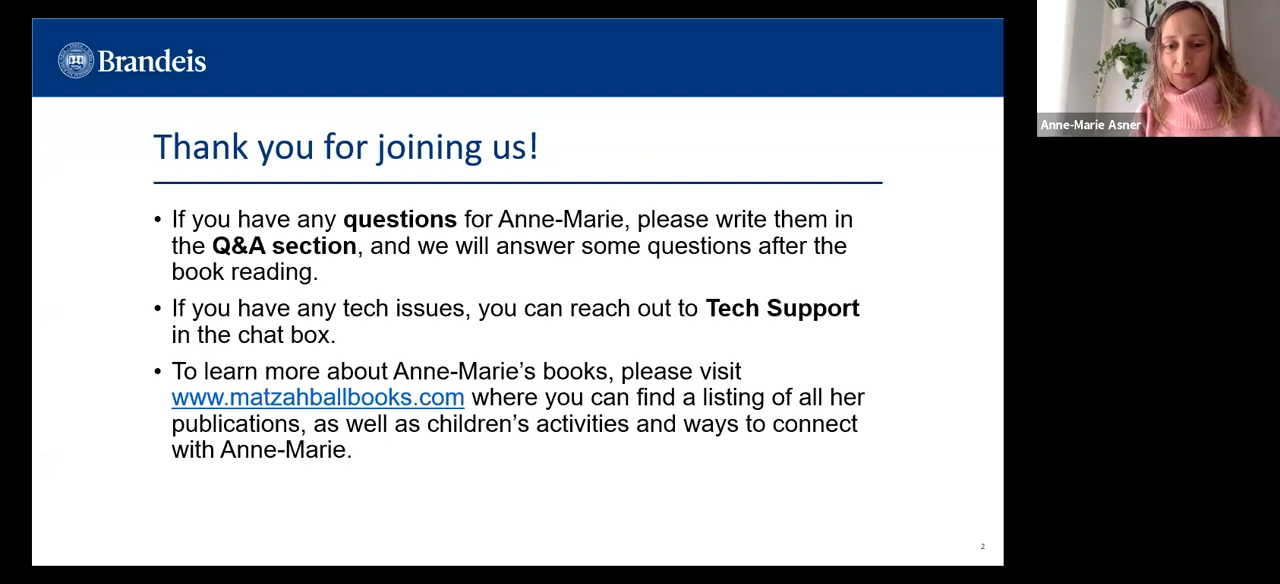 Brandeis
Anne-Marie Asner
Thank you for joining us!
• If you have any questions for Anne-Marie, please write them in
the Q&A section, and we will answer some questions after the
book reading.
• If you have any tech issues, you can reach out to Tech Support
in the chat box.
• To learn more about Anne-Marie’s books, please visit
www.matzahballbooks.com where you can find a listing of all her
publications, as well as children’s activities and ways to connect
with Anne-Marie.
2